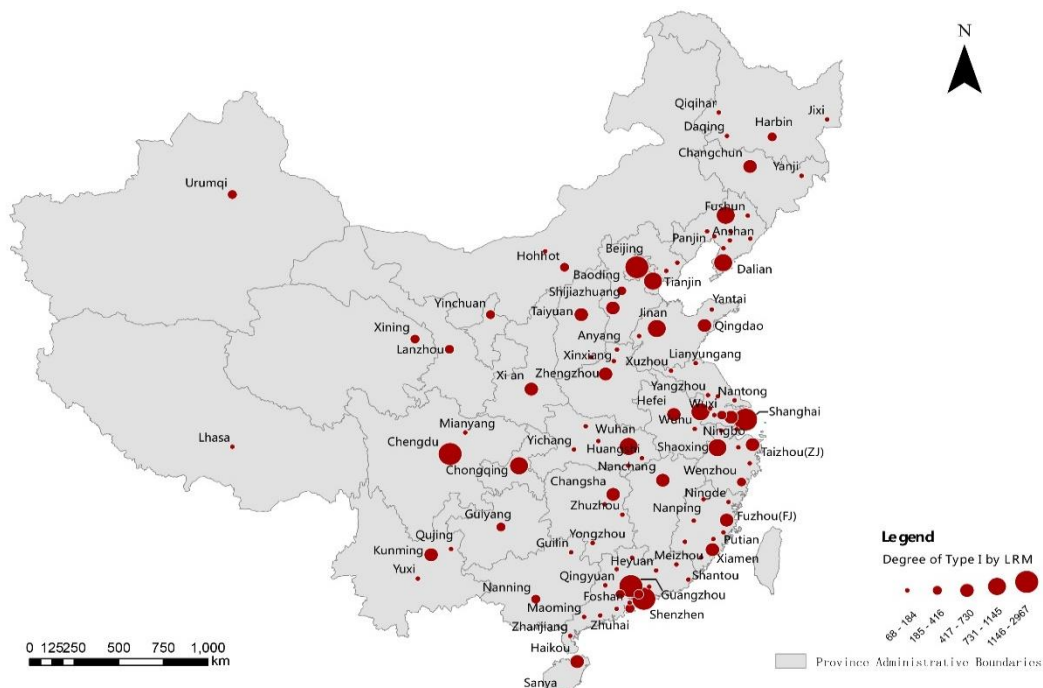 N
Qiqihar
Jixi
Daqing
Harbin
Changchun
Yanji
Urumqi
Fushun
Panjin
Anshan
Hohhot
Beijing
Dalian
Baoding
Tianjin
Shijiazhuang
Yantai
Yinchuan
Taiyuan
Jinan
Qingdao
Xining
Anyang
Lanzhou
Xinxiang
Xuzhou
Lianyungang
Xi an
Zhengzhou
Yangzhou
Nantong
Hefei
Wuxi
Shanghai
Wuhu
Ningbo
Lhasa
Mianyang
Wuhan
Chengdu
Yichang
Huangshi
Shaoxing
Taizhou(ZJ)
Chongqing
Nanchang
Wenzhou
Changsha
Ningde
Zhuzhou
Guiyang
Nanping
Fuzhou(FJ)
Qujing
Yongzhou
Putian
Kunming
Guilin
Meizhou
Xiamen
Yuxi
Heyuan
Qingyuan
Shantou
Nanning
Foshan
Guangzhou
Maoming
Shenzhen
Zhanjiang
Zhuhai
Haikou
Sanya
Legend
Degree of Type I by LRM
68 - 184
185 - 416
417 - 730
731 - 1145
1146 - 2967
Province Administrative Boundaries
0 125250 500 750 1,000
km